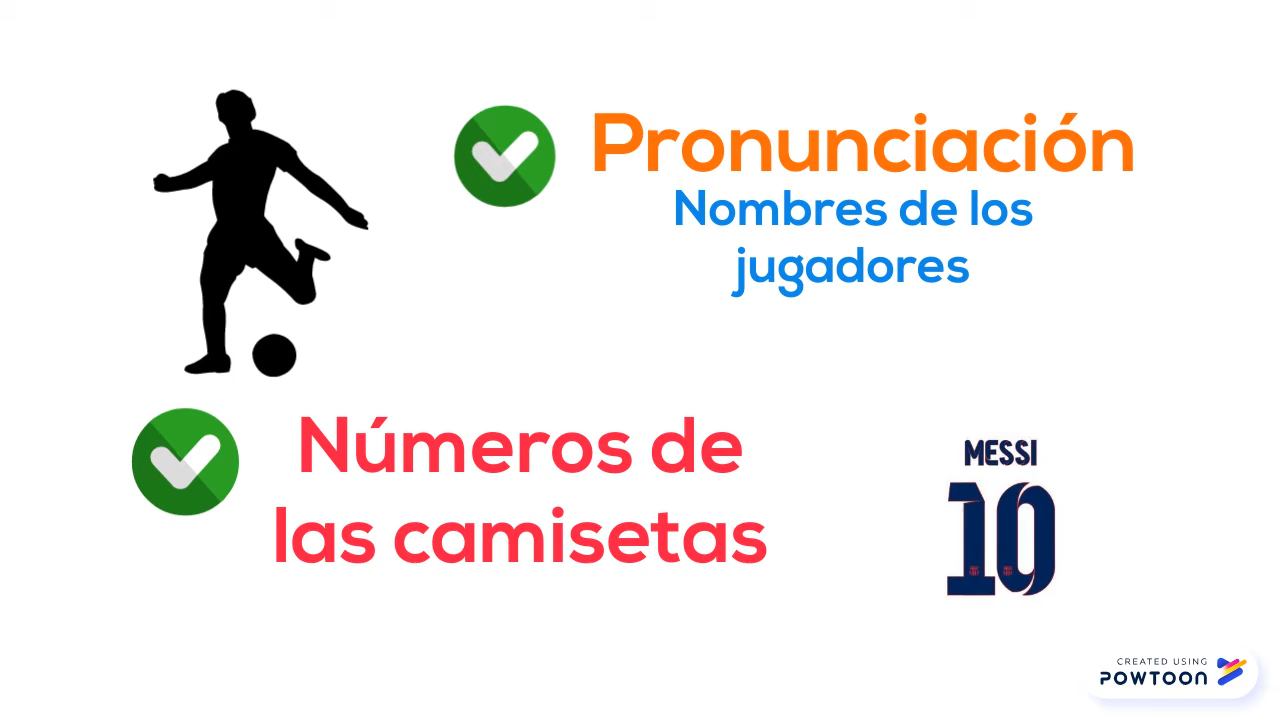 Pronunciación
Nombres de los
jugadores
Números de
las camisetas
MESSI
10
CREATED USING
POWTOON